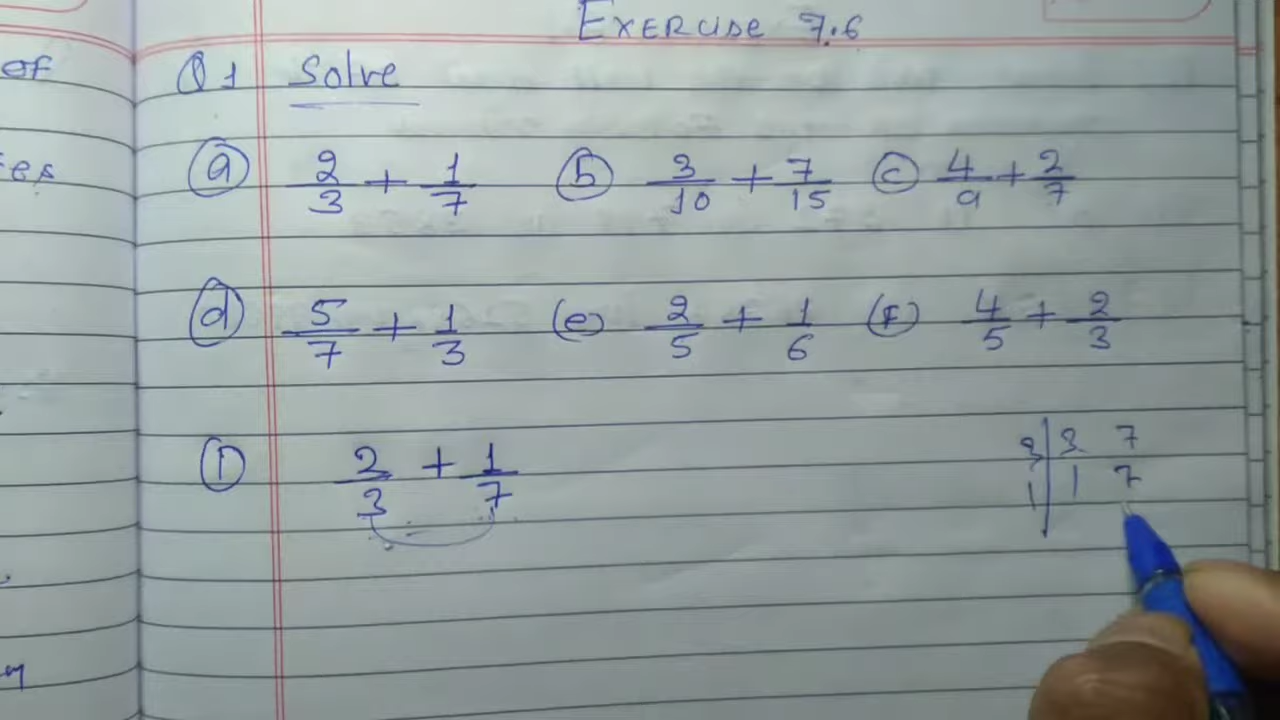 Exercise 7.6
of
Q1 Solve
(a) 2/3 + 1/7 (b) 3/10 + 7/15 (c) 4/9 + 2/7
(d) 5/7 + 1/3 (e) 2/5 + 1/6 (f) 4/5 + 2/3
(1) 2/3 + 1/7
3 | 3 7
1 | 1 7